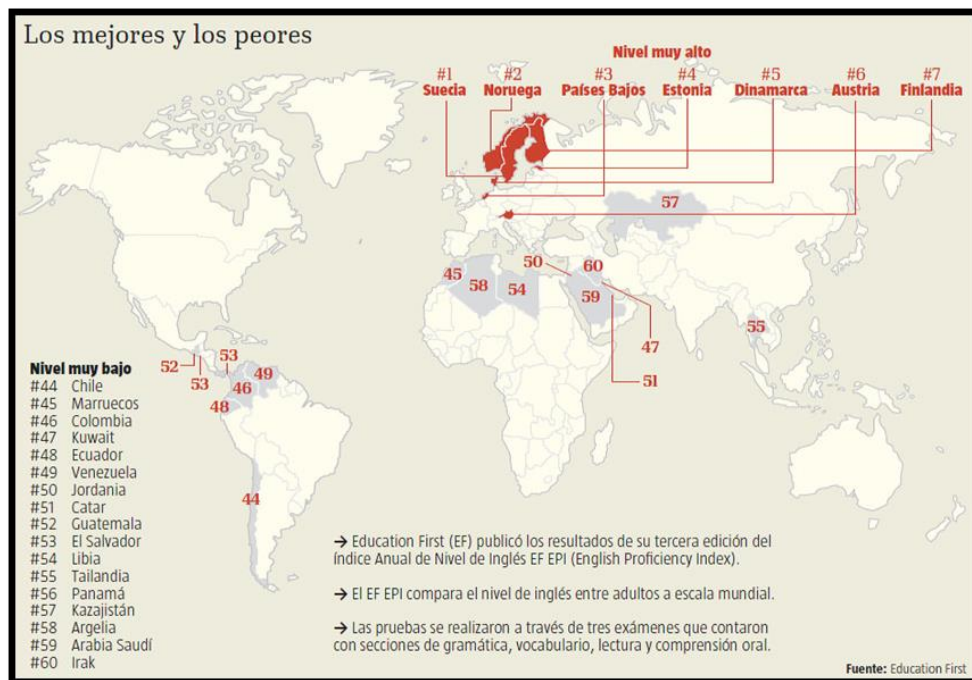 Los mejores y los peores
Nivel muy alto
#1 #2 #3 #4 #5 #6 #7
Suecia Noruega Países Bajos Estonia Dinamarca Austria Finlandia
57
50 60
45 58 54 59
55
47
51
52 53 53 49
46
48
44
Nivel muy bajo
#44 Chile
#45 Marruecos
#46 Colombia
#47 Kuwait
#48 Ecuador
#49 Venezuela
#50 Jordania
#51 Catar
#52 Guatemala
#53 El Salvador
#54 Libia
#55 Tailandia
#56 Panamá
#57 Kazajistán
#58 Argelia
#59 Arabia Saudí
#60 Irak
→ Education First (EF) publicó los resultados de su tercera edición del
Índice Anual de Nivel de Inglés EF EPI (English Proficiency Index).
→ El EF EPI compara el nivel de inglés entre adultos a escala mundial.
→ Las pruebas se realizaron a través de tres exámenes que contaron
con secciones de gramática, vocabulario, lectura y comprensión oral.
Fuente: Education First